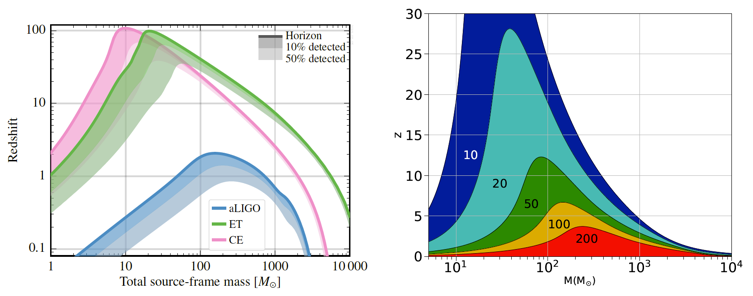 100
10
1
0.1
Redshift
1
10
100
1000
10 000
Total source-frame mass [M⊙]
Horizon
10% detected
50% detected
aLIGO
ET
CE
30
25
20
15
10
5
0
z
10
20
50
100
200
10¹
10²
10³
10⁴
M(M⊙)